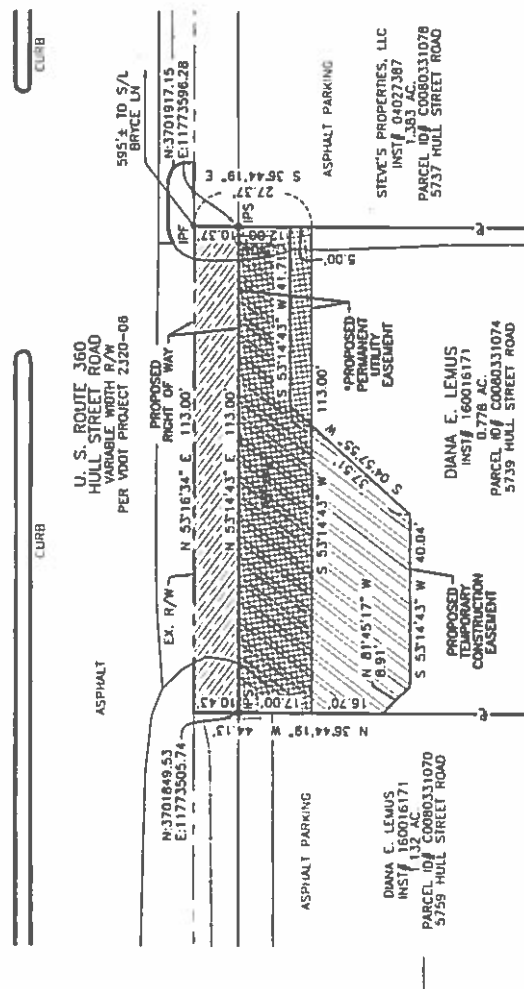 CURB
CURB
U. S. ROUTE 360
HULL STREET ROAD
VARIABLE WIDTH R/W
PER VDOT PROJECT 2320-06
ASPHALT
595'± TO S/L
BRYCE LN
N:3701917.15
E:11773596.28
PROPOSED
RIGHT OF WAY
EX. R/W
N 53°16'34" E 113.00'
N 53°14'43" E 113.00'
IPF
IPS
10.37'
12.00'
S 36°44'19" E
27.37'
S 53°14'43" W 41.71'
5.00'
N:3701849.53
E:11773505.74
10.43'
17.00'
16.70'
N 36°44'19" W
44.13'
S 53°14'43" W 113.00'
*PROPOSED
PERMANENT
UTILITY
EASEMENT
S 04°57'55" W
37.51'
N 81°45'17" W
8.91'
S 53°14'43" W 40.04'
PROPOSED
TEMPORARY
CONSTRUCTION
EASEMENT
ASPHALT PARKING
STEVE'S PROPERTIES, LLC
INST# 04027387
1.383 AC.
PARCEL ID# C0080331078
5737 HULL STREET ROAD
DIANA E. LEMUS
INST# 160016171
0.778 AC.
PARCEL ID# C0080331074
5739 HULL STREET ROAD
ASPHALT PARKING
DIANA E. LEMUS
INST# 160016171
1.132 AC
PARCEL ID# C0080331070
5759 HULL STREET ROAD